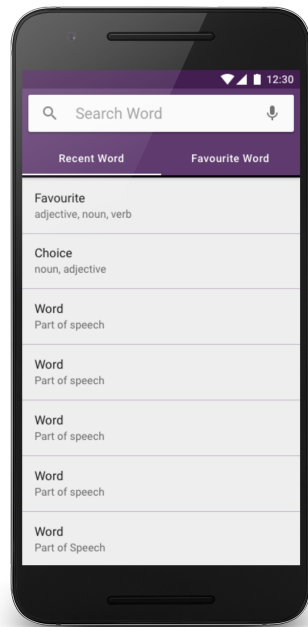 12:30
Search Word
Recent Word Favourite Word
Favourite
adjective, noun, verb
Choice
noun, adjective
Word
Part of speech
Word
Part of speech
Word
Part of speech
Word
Part of speech
Word
Part of Speech